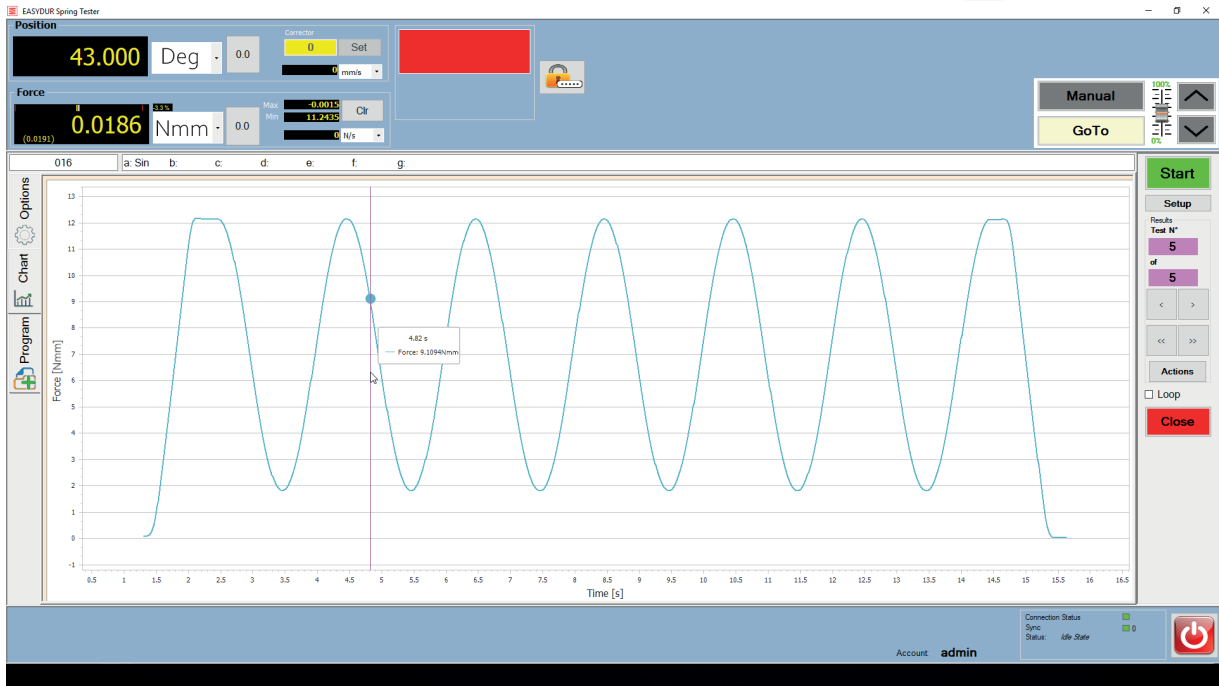 EASYDUR Spring Tester
Position
43.000
Deg
0.0
Corrector
0
Set
0
mm/s
Force
-3.3%
0.0186
(0.0191)
Nmm
0.0
Max
-0.0015
Min
11.2435
Clr
0
N/s
Manual
GoTo
100%
0%
016
a: Sin b: c: d: e: f: g:
Options
Chart
Program
Force [Nmm]
13
12
11
10
9
8
7
6
5
4
3
2
1
0
-1
4.82 s
Force: 9.1094Nmm
0.5 1 1.5 2 2.5 3 3.5 4 4.5 5 5.5 6 6.5 7 7.5 8 8.5 9 9.5 10 10.5 11 11.5 12 12.5 13 13.5 14 14.5 15 15.5 16 16.5
Time [s]
Start
Setup
Results
Test N°
5
of
5
<
>
<<
>>
Actions
Loop
Close
Connection Status
Sync
0
Status: Idle State
Account admin